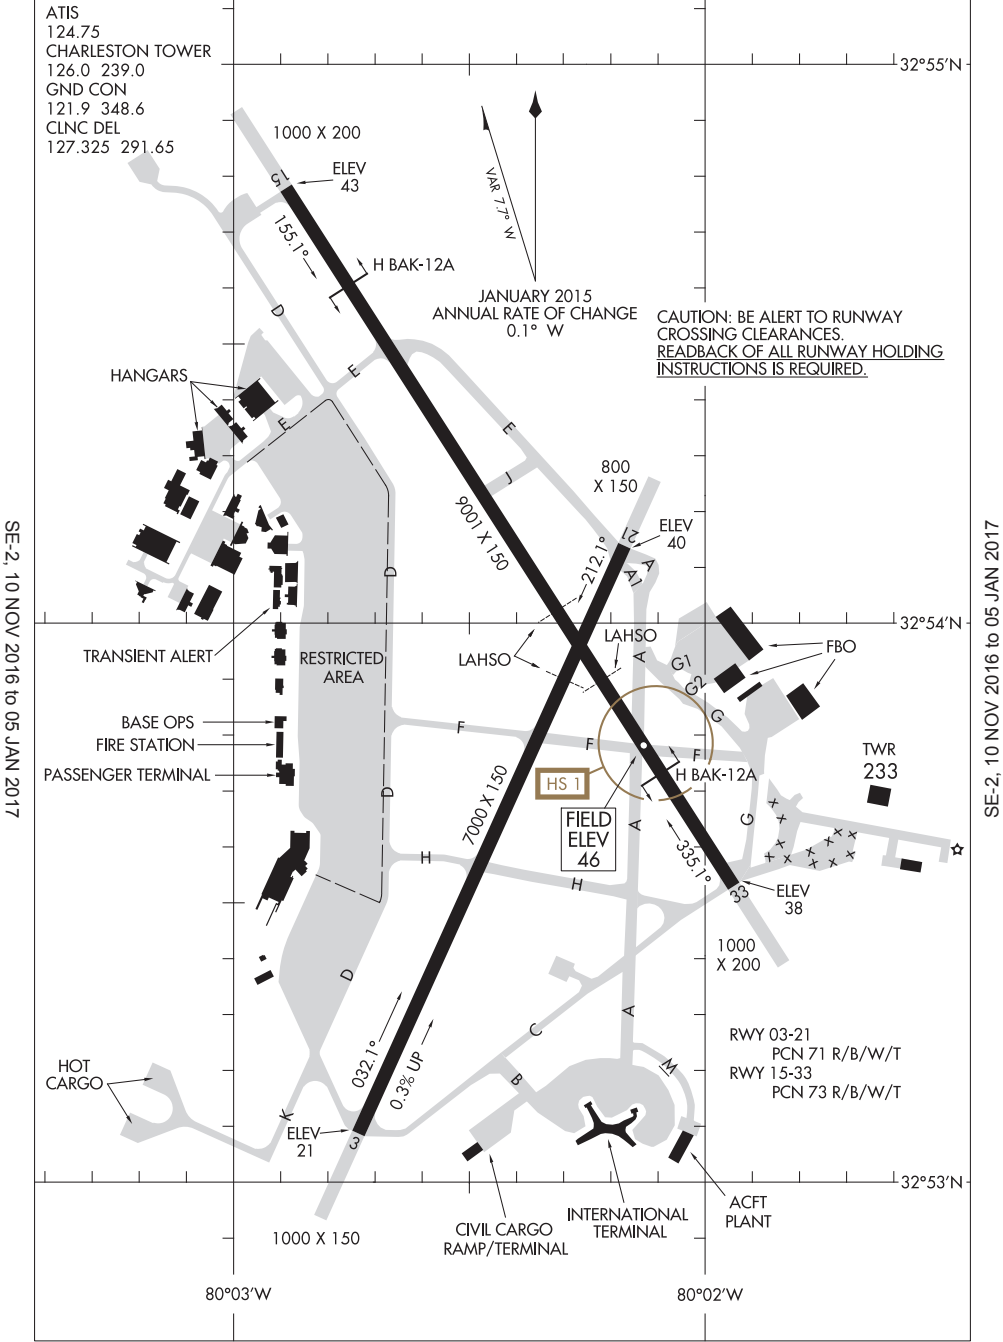 ATIS
124.75
CHARLESTON TOWER
126.0 239.0
GND CON
121.9 348.6
CLNC DEL
127.325 291.65
32°55'N
1000 X 200
ELEV
43
15
155.1°
VAR 7.7° W
H BAK-12A
JANUARY 2015
ANNUAL RATE OF CHANGE
0.1° W
CAUTION: BE ALERT TO RUNWAY
CROSSING CLEARANCES.
READBACK OF ALL RUNWAY HOLDING
INSTRUCTIONS IS REQUIRED.
D
E
HANGARS
E
E
J
800
X 150
9001 X 150
21
ELEV
40
212.1°
A
A1
D
SE-2, 10 NOV 2016 to 05 JAN 2017
SE-2, 10 NOV 2016 to 05 JAN 2017
32°54'N
TRANSIENT ALERT
RESTRICTED
AREA
LAHSO
LAHSO
A
G1
G2
G
FBO
BASE OPS
FIRE STATION
PASSENGER TERMINAL
F
F
F
D
HS 1
H BAK-12A
TWR
233
7000 X 150
FIELD
ELEV
46
A
G
335.1°
H
H
33
ELEV
38
1000
X 200
D
A
C
032.1°
0.3% UP
RWY 03-21
PCN 71 R/B/W/T
RWY 15-33
PCN 73 R/B/W/T
HOT
CARGO
B
M
K
ELEV
21
3
32°53'N
1000 X 150
CIVIL CARGO
RAMP/TERMINAL
INTERNATIONAL
TERMINAL
ACFT
PLANT
80°03'W
80°02'W